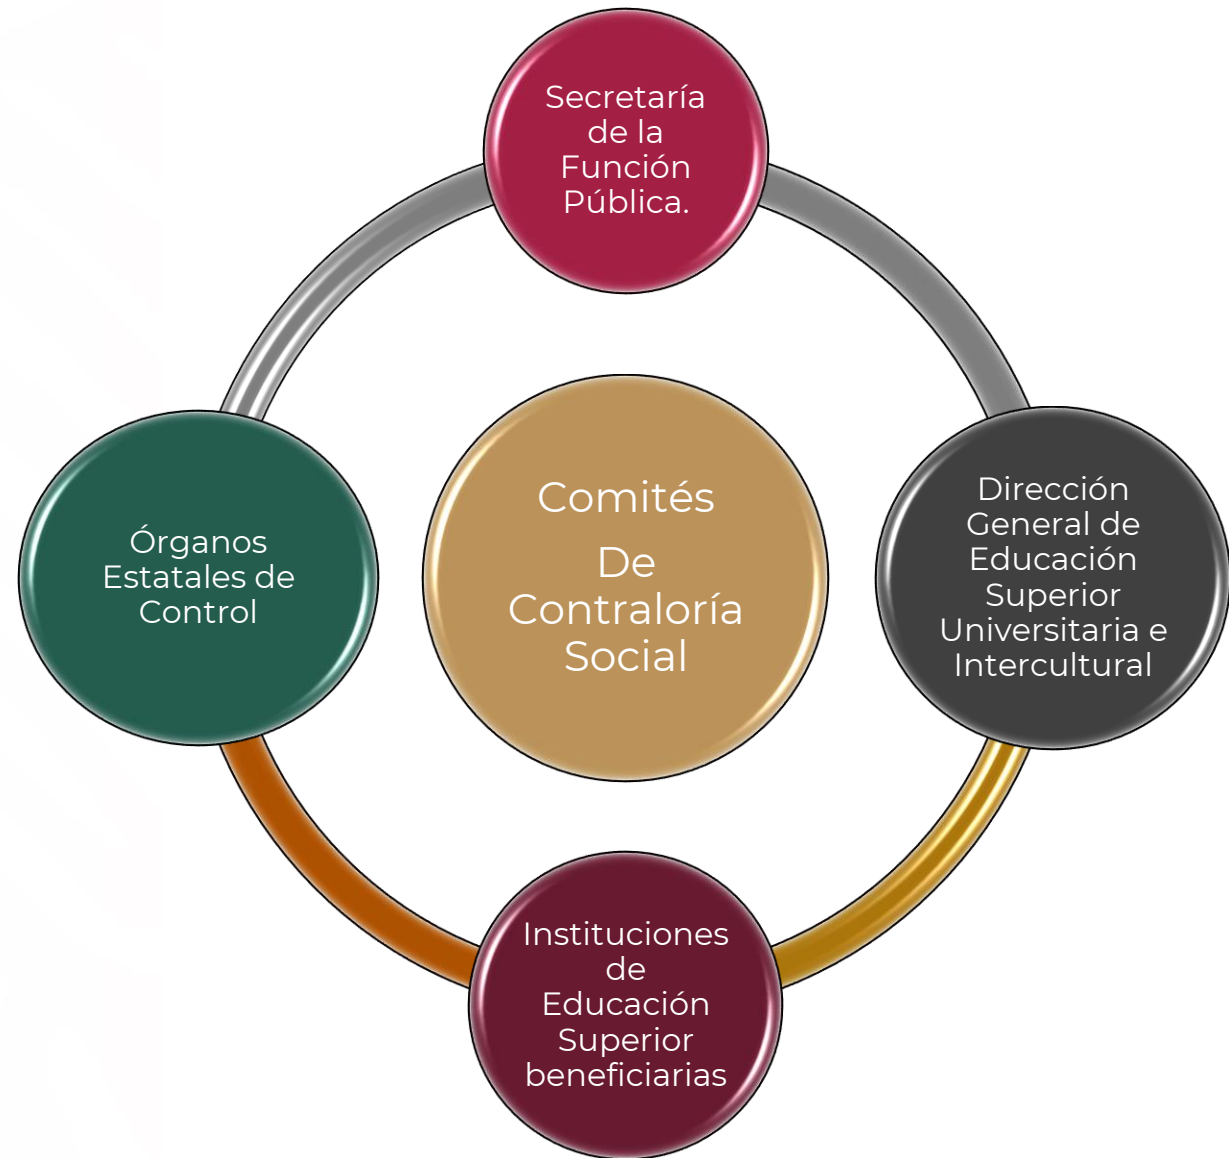 Secretaría
de la
Función
Pública.
Órganos
Estatales de
Control
Comités
De
Contraloría
Social
Dirección
General de
Educación
Superior
Universitaria e
Intercultural
Instituciones
de
Educación
Superior
beneficiarias